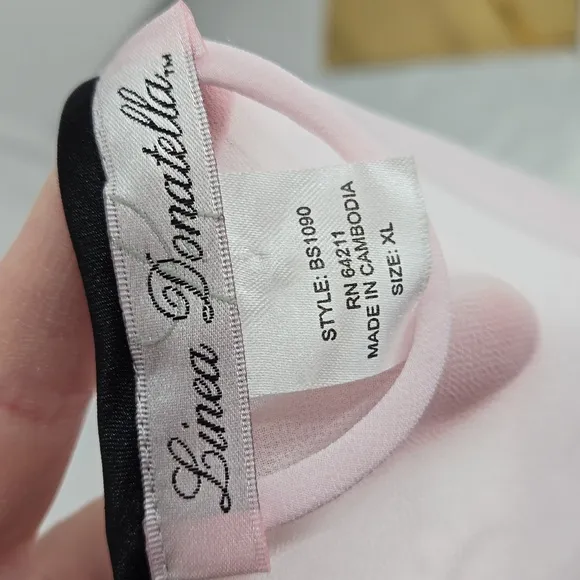 Linea Donatella™
STYLE: BS1090
RN 64211
MADE IN CAMBODIA
SIZE: XL